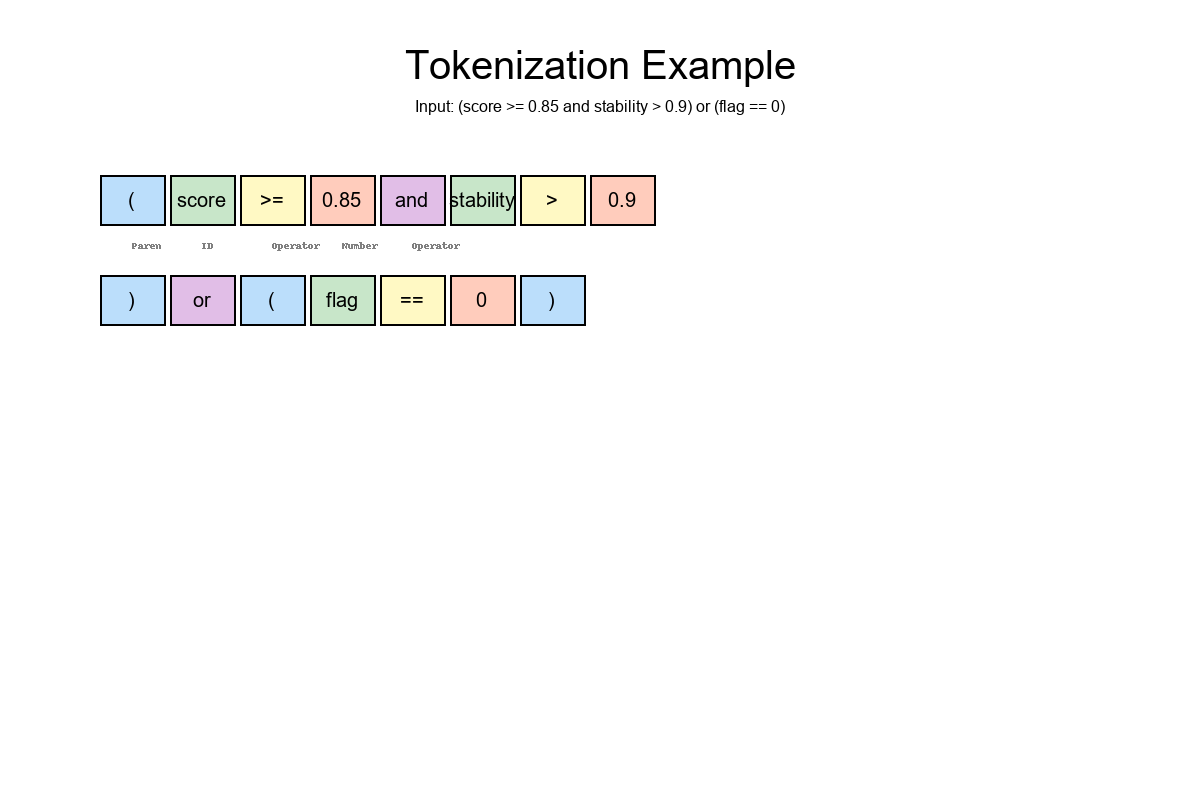 Tokenization Example
Input: (score >= 0.85 and stability > 0.9) or (flag == 0)
( score >= 0.85 and stability > 0.9
Paren ID Operator Number Operator
) or ( flag == 0 )